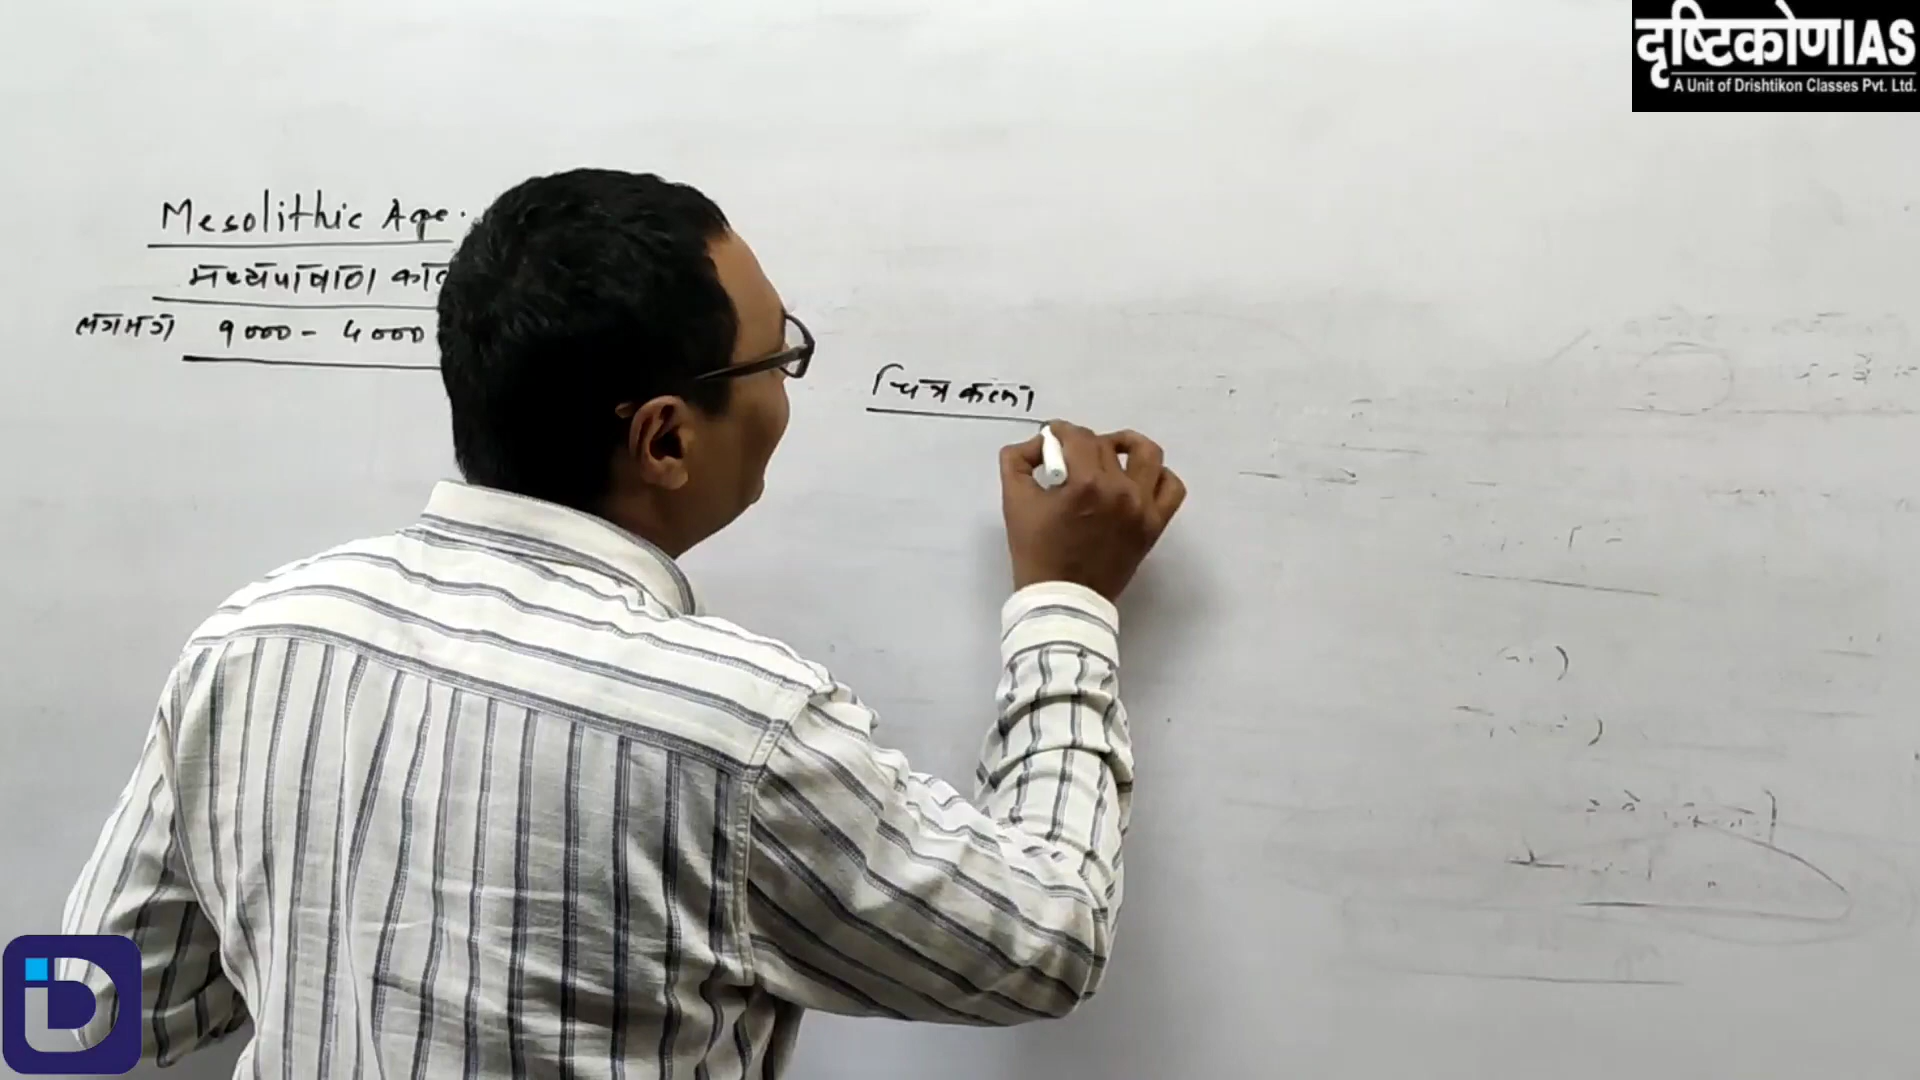 दृष्टिकोणIAS
A Unit of Drishtikon Classes Pvt. Ltd.
Mesolithic Age.
मध्यपाषाण
लगभग 9000 - 4000
चित्रकला